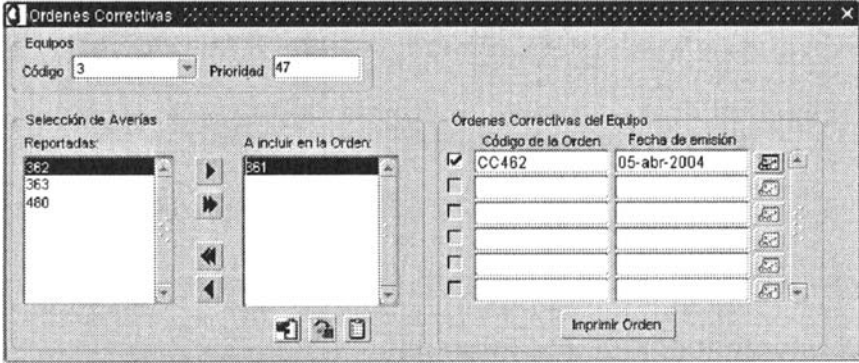 Ordenes Correctivas
Equipos
Código 3 Prioridad 47
Selección de Averías
Reportadas:
362
363
480
A incluir en la Orden:
361
Órdenes Correctivas del Equipo
Código de la Orden Fecha de emisión
CC462 05-abr-2004
Imprimir Orden